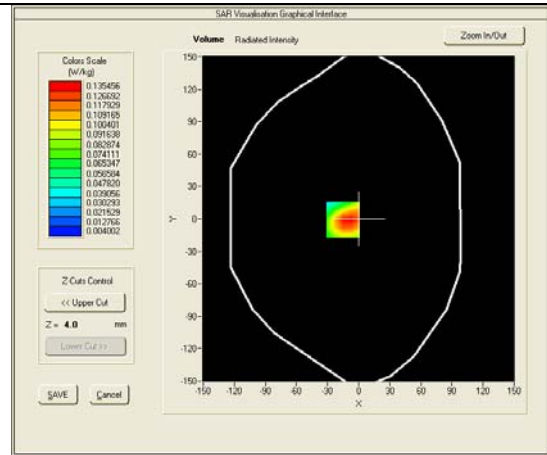 SAR Visualisation Graphical Interface
Volume Radiated Intensity
Zoom In/Out
Colors Scale
(W/kg)
0.135456
0.126692
0.117929
0.109165
0.100401
0.091638
0.082874
0.074111
0.065347
0.056584
0.047820
0.039056
0.030293
0.021529
0.012766
0.004002
Z Cuts Control
<< Upper Cut
Z = 4.0 mm
Lower Cut >>
SAVE Cancel
150
120
90
60
30
0
-30
-60
-90
-120
-150
Y
-150 -120 -90 -60 -30 0 30 60 90 120 150
X